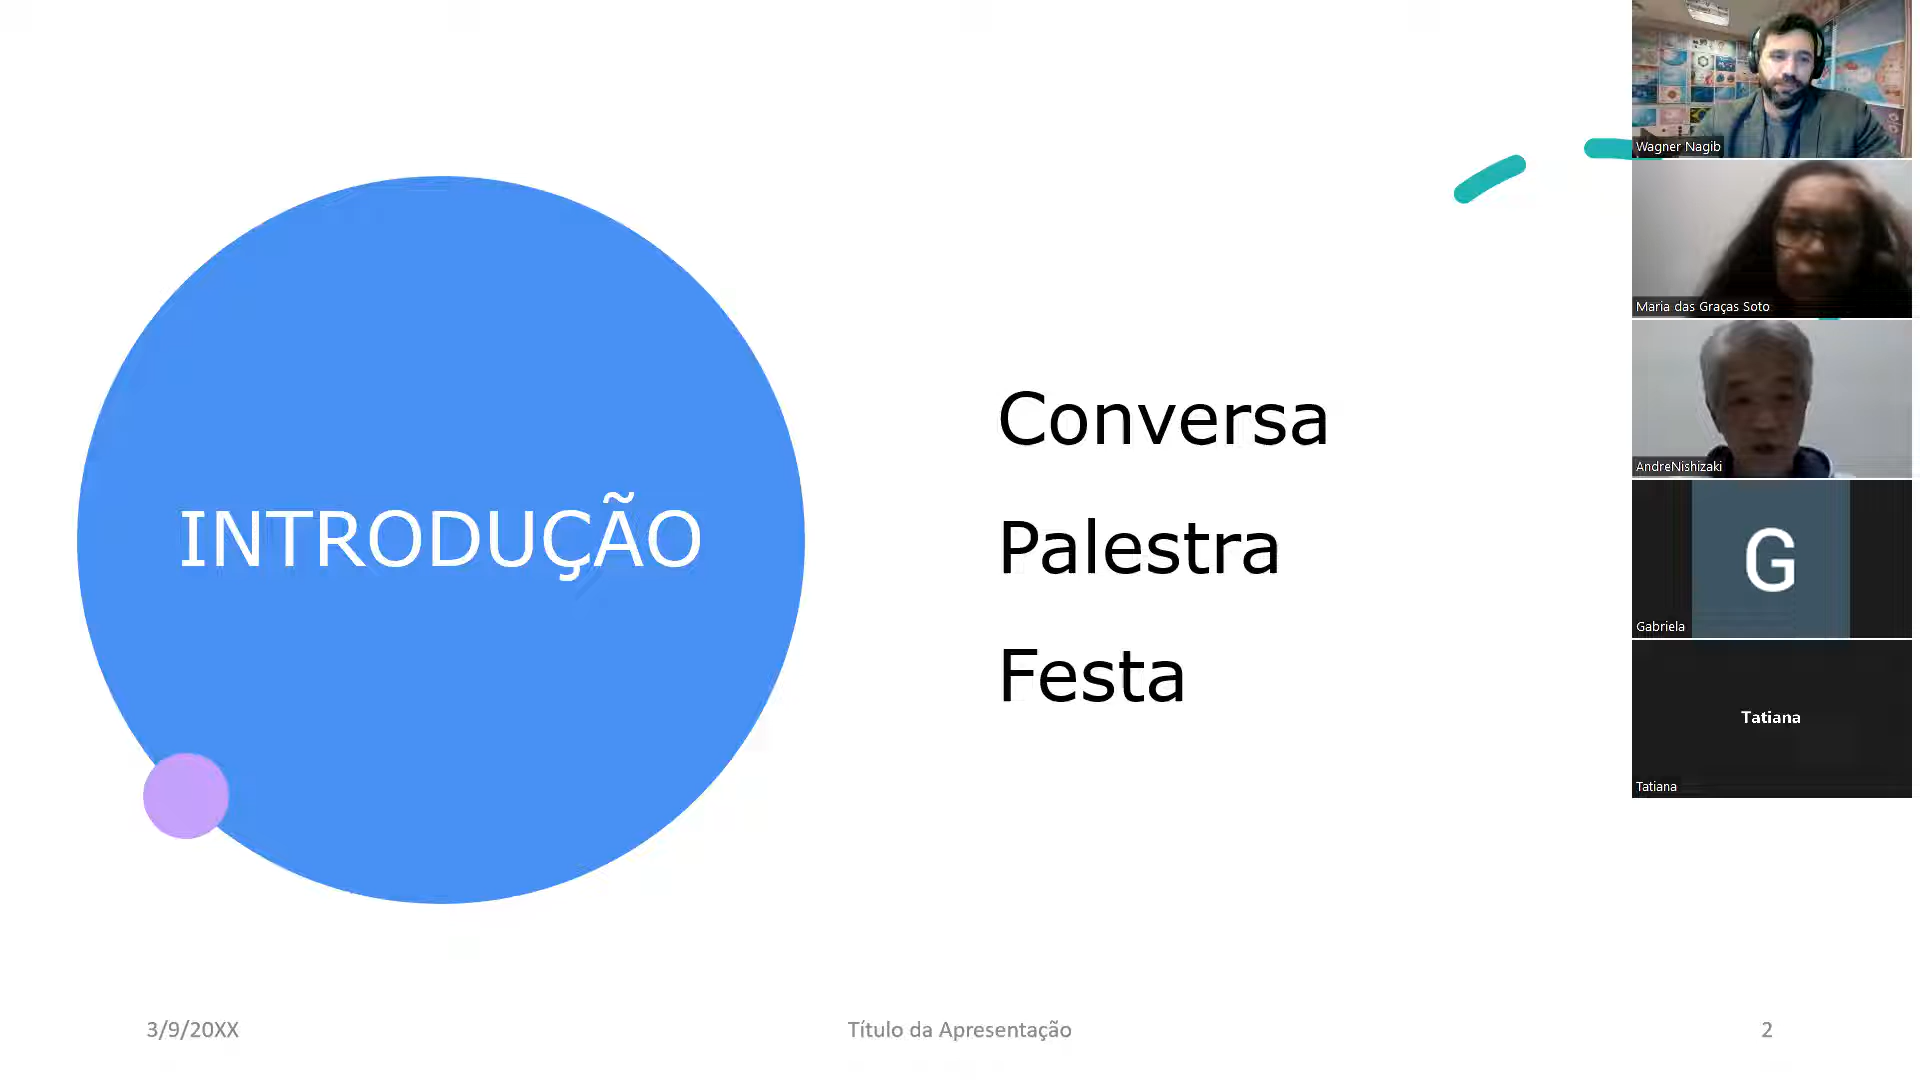 INTRODUÇÃO
Conversa
Palestra
Festa
3/9/20XX
Título da Apresentação
2
Wagner Nagib
Maria das Graças Soto
AndreNishizaki
G
Gabriela
Tatiana
Tatiana